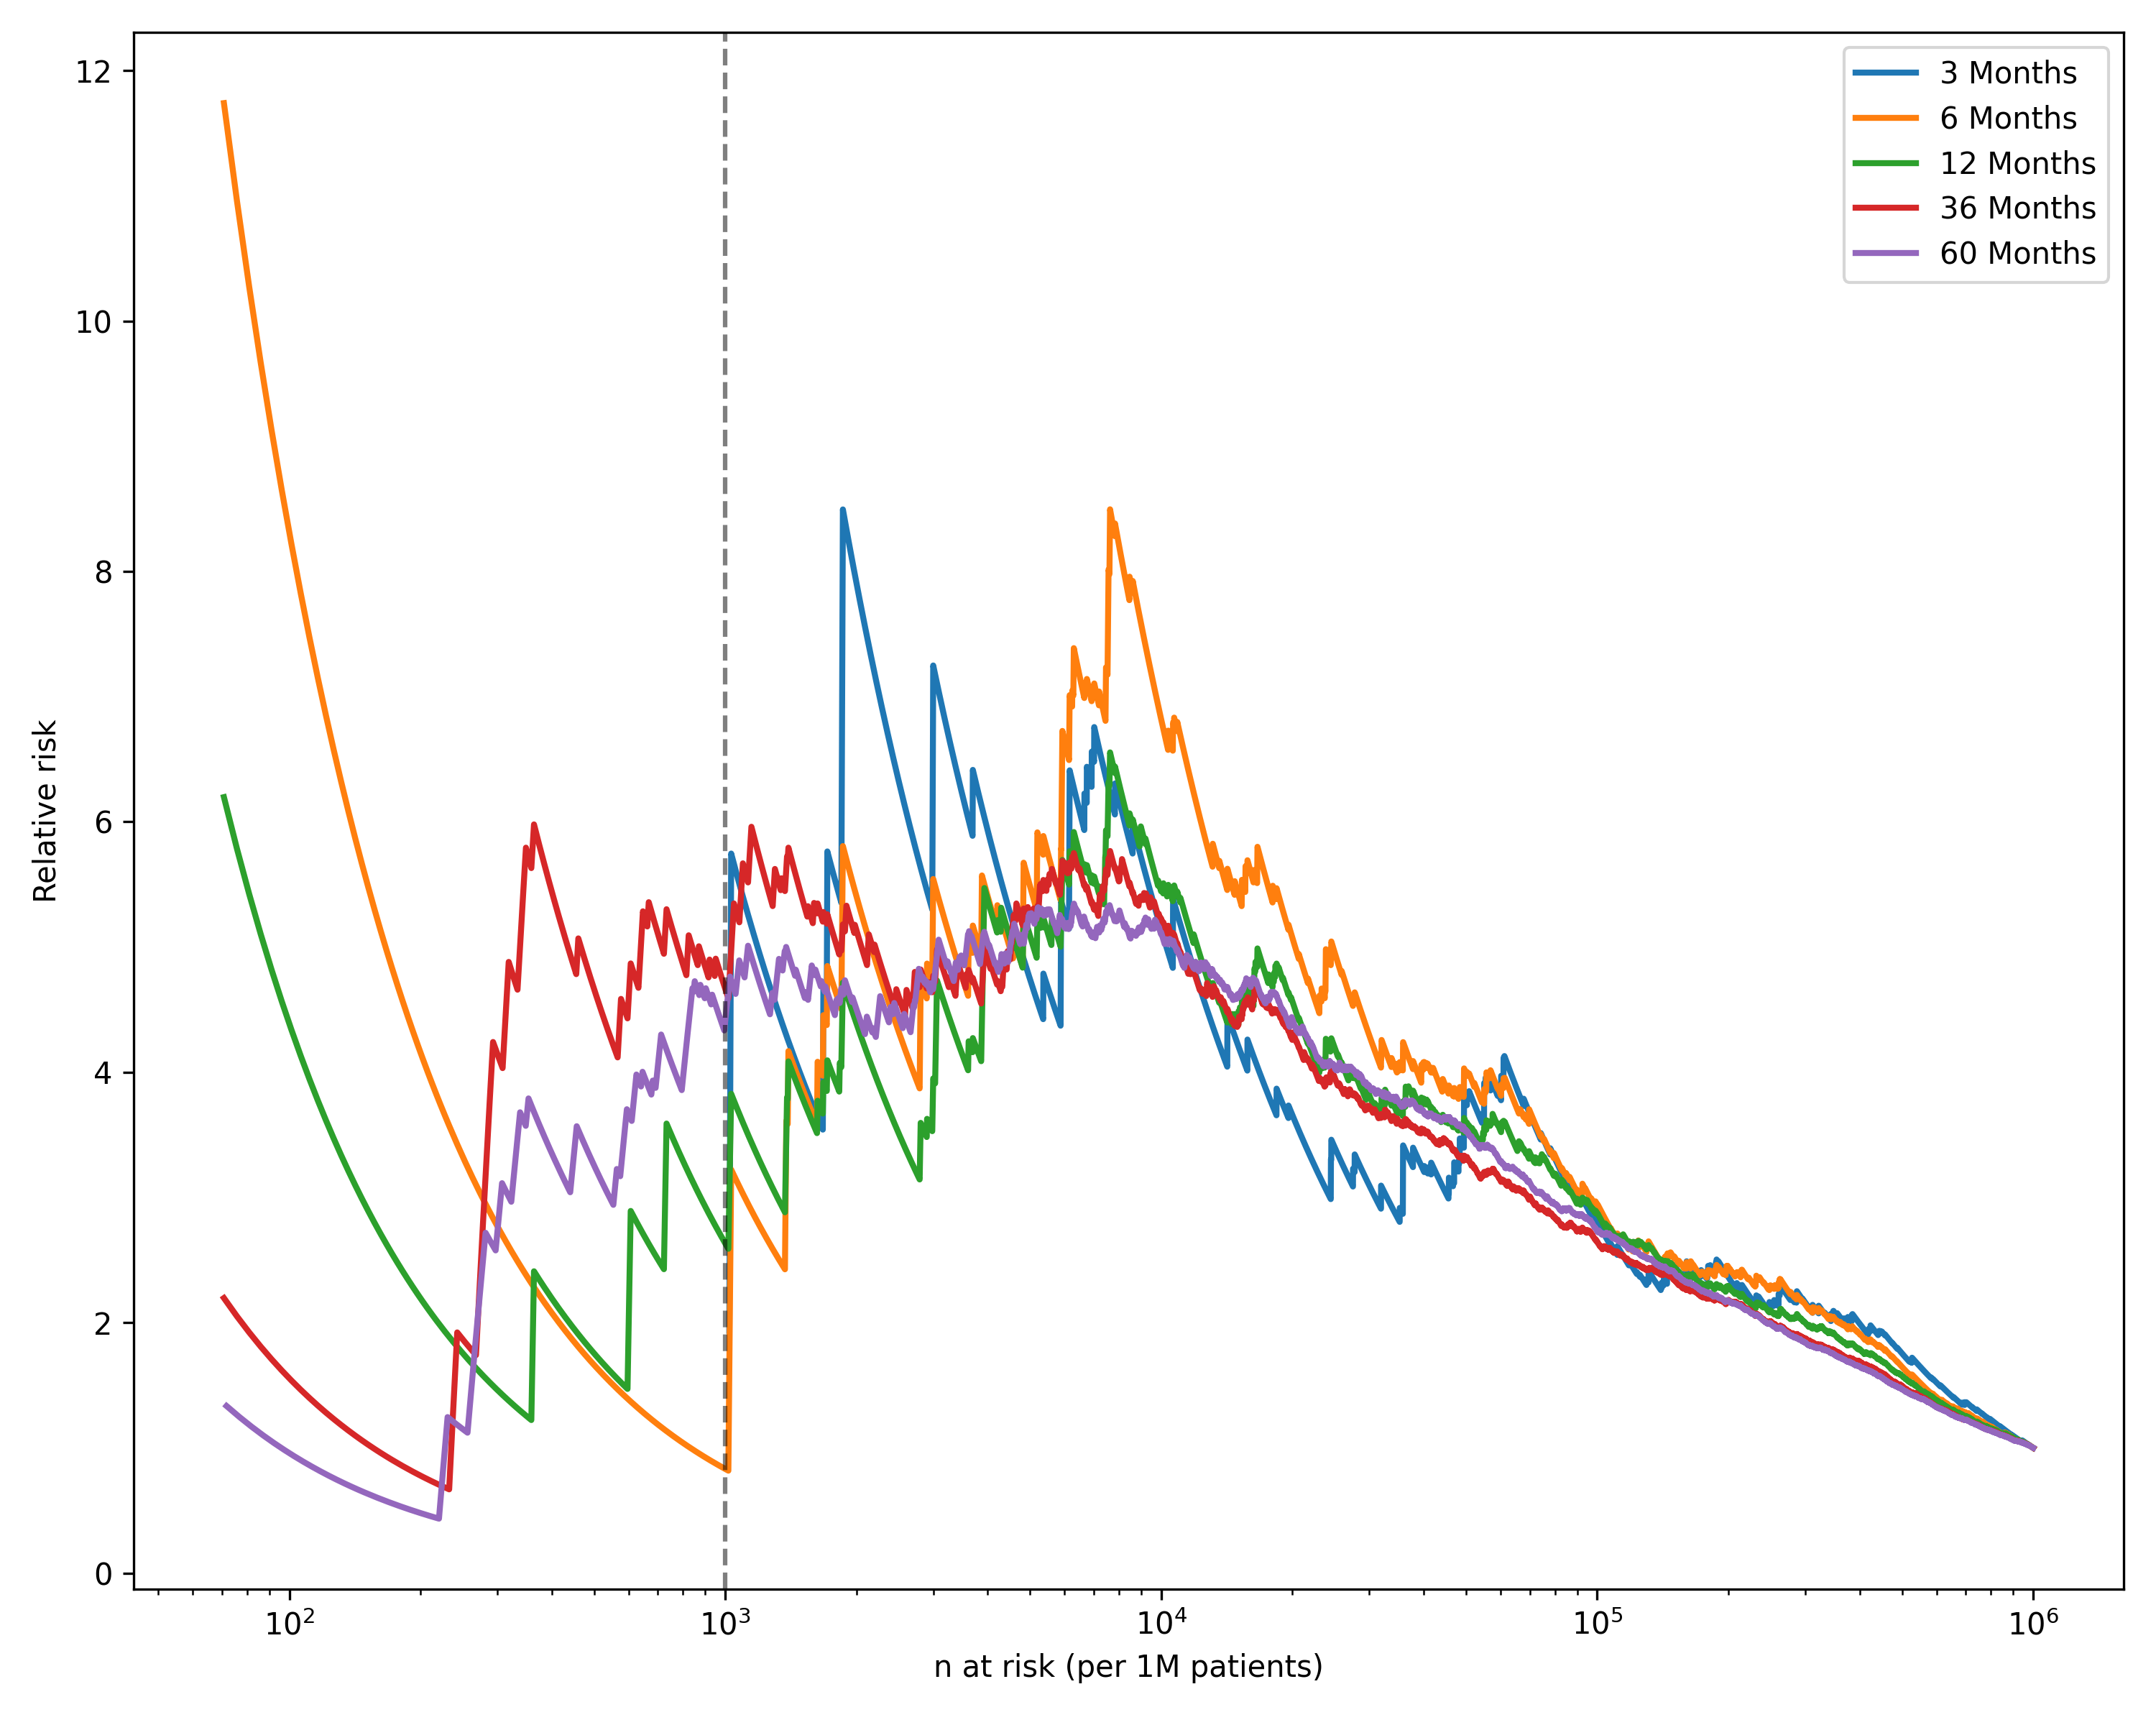 12
10
8
6
4
2
0
Relative risk
3 Months
6 Months
12 Months
36 Months
60 Months
10²
10³
10⁴
10⁵
10⁶
n at risk (per 1M patients)